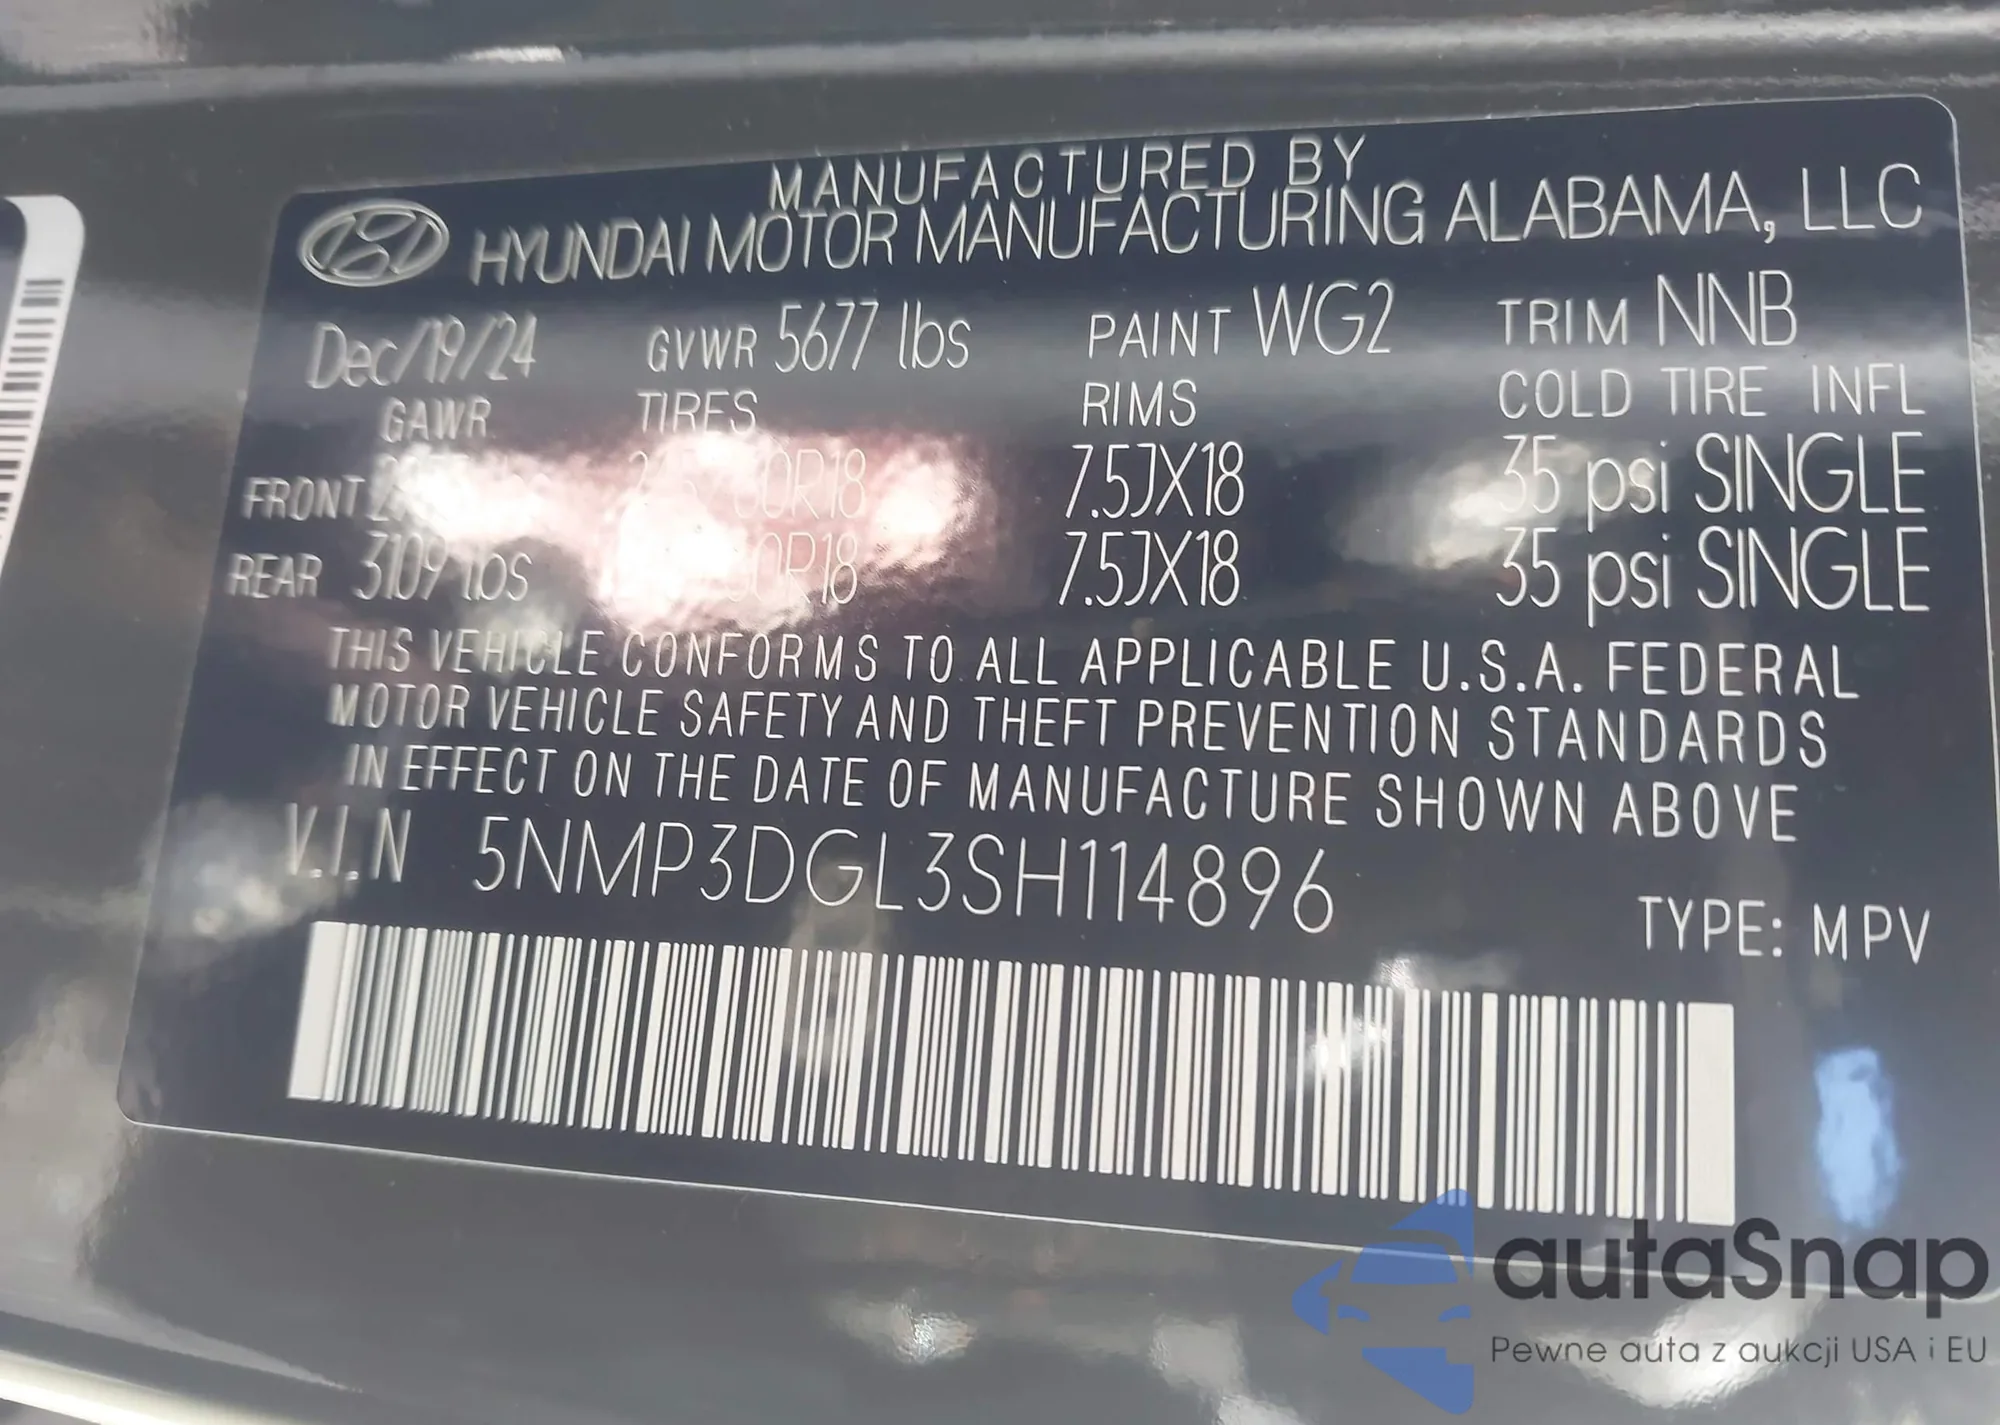 MANUFACTURED BY
HYUNDAI MOTOR MANUFACTURING ALABAMA, LLC
Dec/19/24 GVWR 5677 lbs PAINT WG2 TRIM NNB
GAWR TIRES RIMS COLD TIRE INFL
FRONT 7.5JX18 35 psi SINGLE
REAR 3109 lbs 7.5JX18 35 psi SINGLE
THIS VEHICLE CONFORMS TO ALL APPLICABLE U.S.A. FEDERAL
MOTOR VEHICLE SAFETY AND THEFT PREVENTION STANDARDS
IN EFFECT ON THE DATE OF MANUFACTURE SHOWN ABOVE
V.I.N 5NMP3DGL3SH114896
TYPE: MPV
autaSnap
Pewne auta z aukcji USA i EU